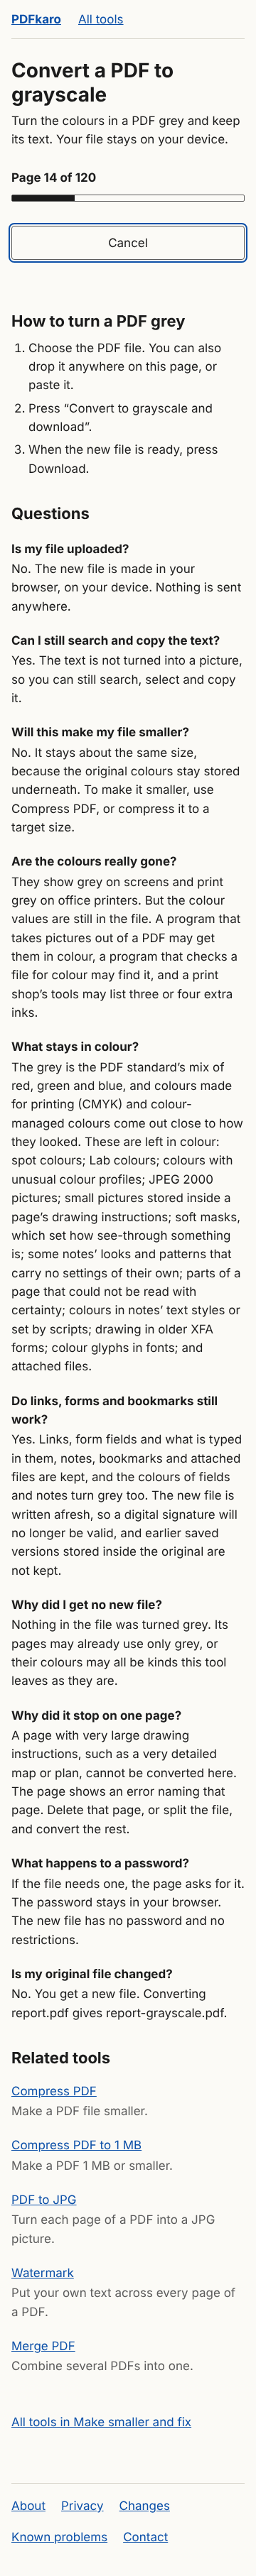 PDFkaro All tools
Convert a PDF to
grayscale
Turn the colours in a PDF grey and keep
its text. Your file stays on your device.
Page 14 of 120
Cancel
How to turn a PDF grey
1. Choose the PDF file. You can also
drop it anywhere on this page, or
paste it.
2. Press “Convert to grayscale and
download”.
3. When the new file is ready, press
Download.
Questions
Is my file uploaded?
No. The new file is made in your
browser, on your device. Nothing is sent
anywhere.
Can I still search and copy the text?
Yes. The text is not turned into a picture,
so you can still search, select and copy
it.
Will this make my file smaller?
No. It stays about the same size,
because the original colours stay stored
underneath. To make it smaller, use
Compress PDF, or compress it to a
target size.
Are the colours really gone?
They show grey on screens and print
grey on office printers. But the colour
values are still in the file. A program that
takes pictures out of a PDF may get
them in colour, a program that checks a
file for colour may find it, and a print
shop’s tools may list three or four extra
inks.
What stays in colour?
The grey is the PDF standard’s mix of
red, green and blue, and colours made
for printing (CMYK) and colour-
managed colours come out close to how
they looked. These are left in colour:
spot colours; Lab colours; colours with
unusual colour profiles; JPEG 2000
pictures; small pictures stored inside a
page’s drawing instructions; soft masks,
which set how see-through something
is; some notes’ looks and patterns that
carry no settings of their own; parts of a
page that could not be read with
certainty; colours in notes’ text styles or
set by scripts; drawing in older XFA
forms; colour glyphs in fonts; and
attached files.
Do links, forms and bookmarks still
work?
Yes. Links, form fields and what is typed
in them, notes, bookmarks and attached
files are kept, and the colours of fields
and notes turn grey too. The new file is
written afresh, so a digital signature will
no longer be valid, and earlier saved
versions stored inside the original are
not kept.
Why did I get no new file?
Nothing in the file was turned grey. Its
pages may already use only grey, or
their colours may all be kinds this tool
leaves as they are.
Why did it stop on one page?
A page with very large drawing
instructions, such as a very detailed
map or plan, cannot be converted here.
The page shows an error naming that
page. Delete that page, or split the file,
and convert the rest.
What happens to a password?
If the file needs one, the page asks for it.
The password stays in your browser.
The new file has no password and no
restrictions.
Is my original file changed?
No. You get a new file. Converting
report.pdf gives report-grayscale.pdf.
Related tools
Compress PDF
Make a PDF file smaller.
Compress PDF to 1 MB
Make a PDF 1 MB or smaller.
PDF to JPG
Turn each page of a PDF into a JPG
picture.
Watermark
Put your own text across every page of
a PDF.
Merge PDF
Combine several PDFs into one.
All tools in Make smaller and fix
About Privacy Changes
Known problems Contact